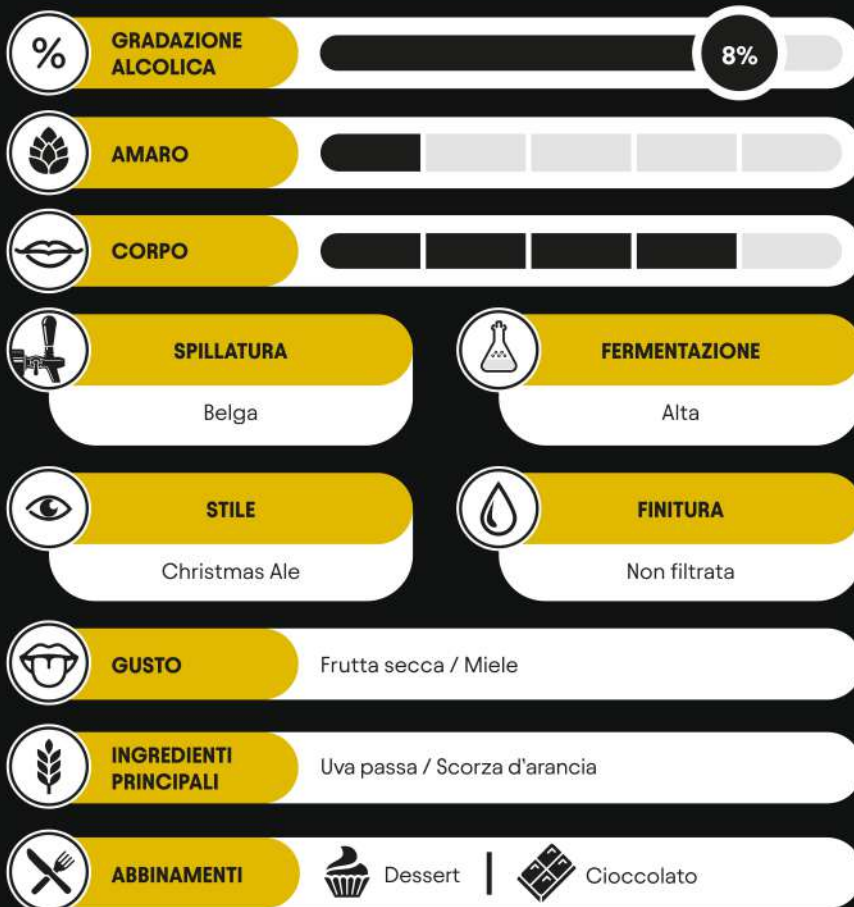 %
GRADAZIONE
ALCOLICA
8%
AMARO
CORPO
SPILLATURA
Belga
FERMENTAZIONE
Alta
STILE
Christmas Ale
FINITURA
Non filtrata
GUSTO
Frutta secca / Miele
INGREDIENTI
PRINCIPALI
Uva passa / Scorza d'arancia
ABBINAMENTI
Dessert | Cioccolato